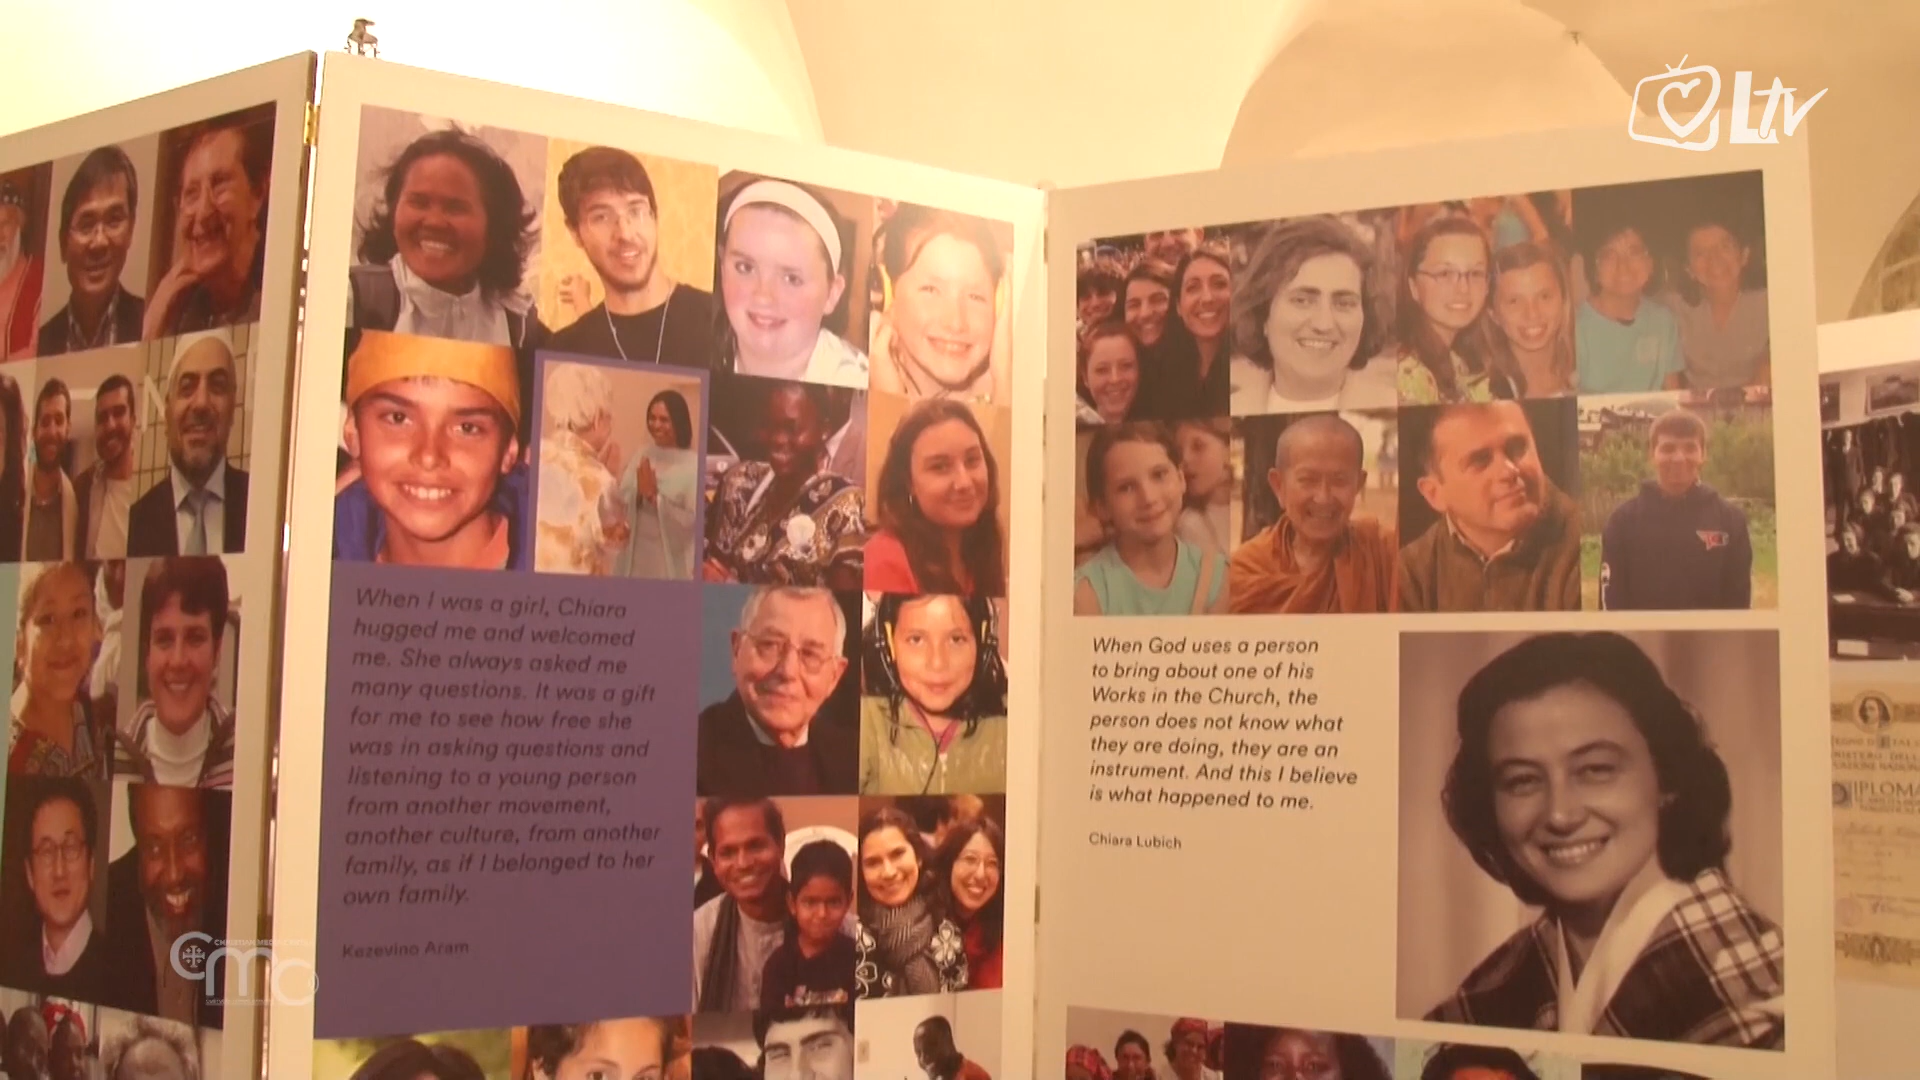 Ltv
When I was a girl, Chiara
hugged me and welcomed
me. She always asked me
many questions. It was a gift
for me to see how free she
was in asking questions and
listening to a young person
from another movement,
another culture, from another
family, as if I belonged to her
own family.
Kezevino Aram
When God uses a person
to bring about one of his
Works in the Church, the
person does not know what
they are doing, they are an
instrument. And this I believe
is what happened to me.
Chiara Lubich
CMC